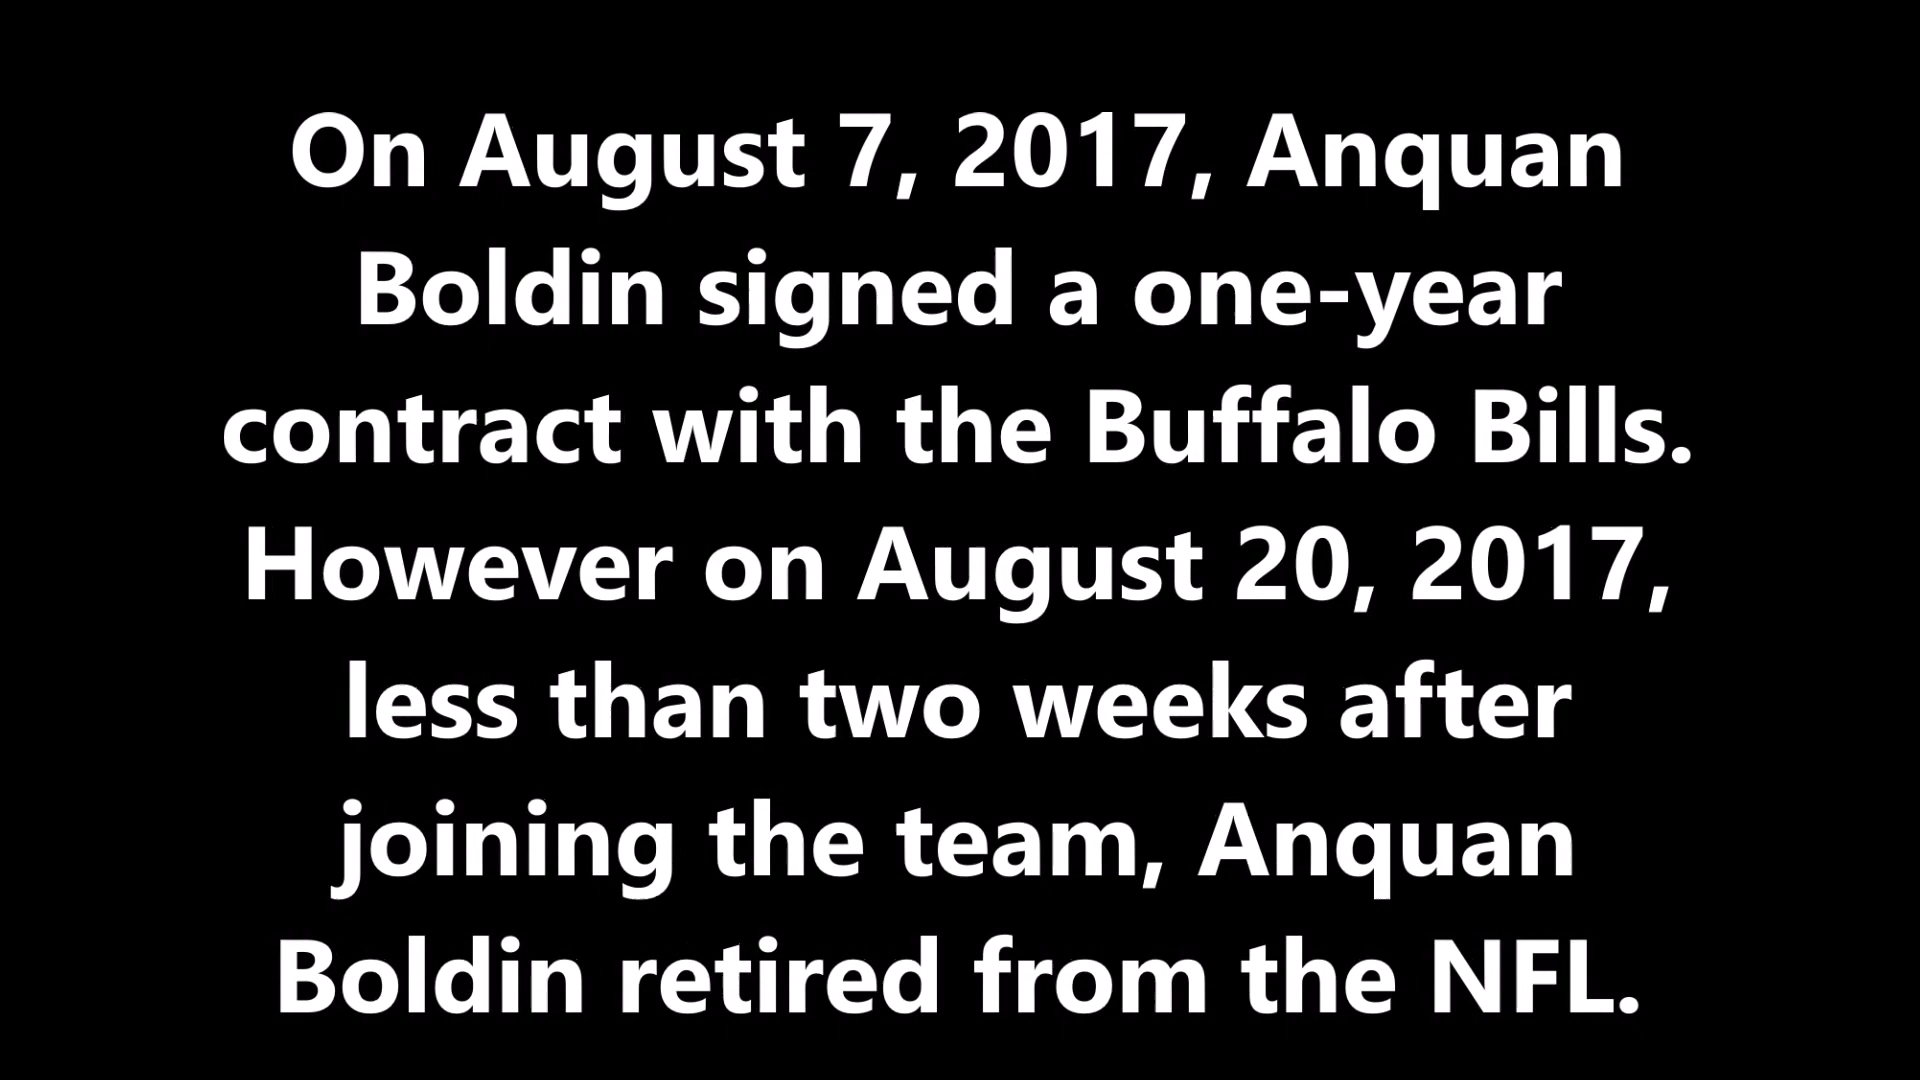 On August 7, 2017, Anquan
Boldin signed a one-year
contract with the Buffalo Bills.
However on August 20, 2017,
less than two weeks after
joining the team, Anquan
Boldin retired from the NFL.